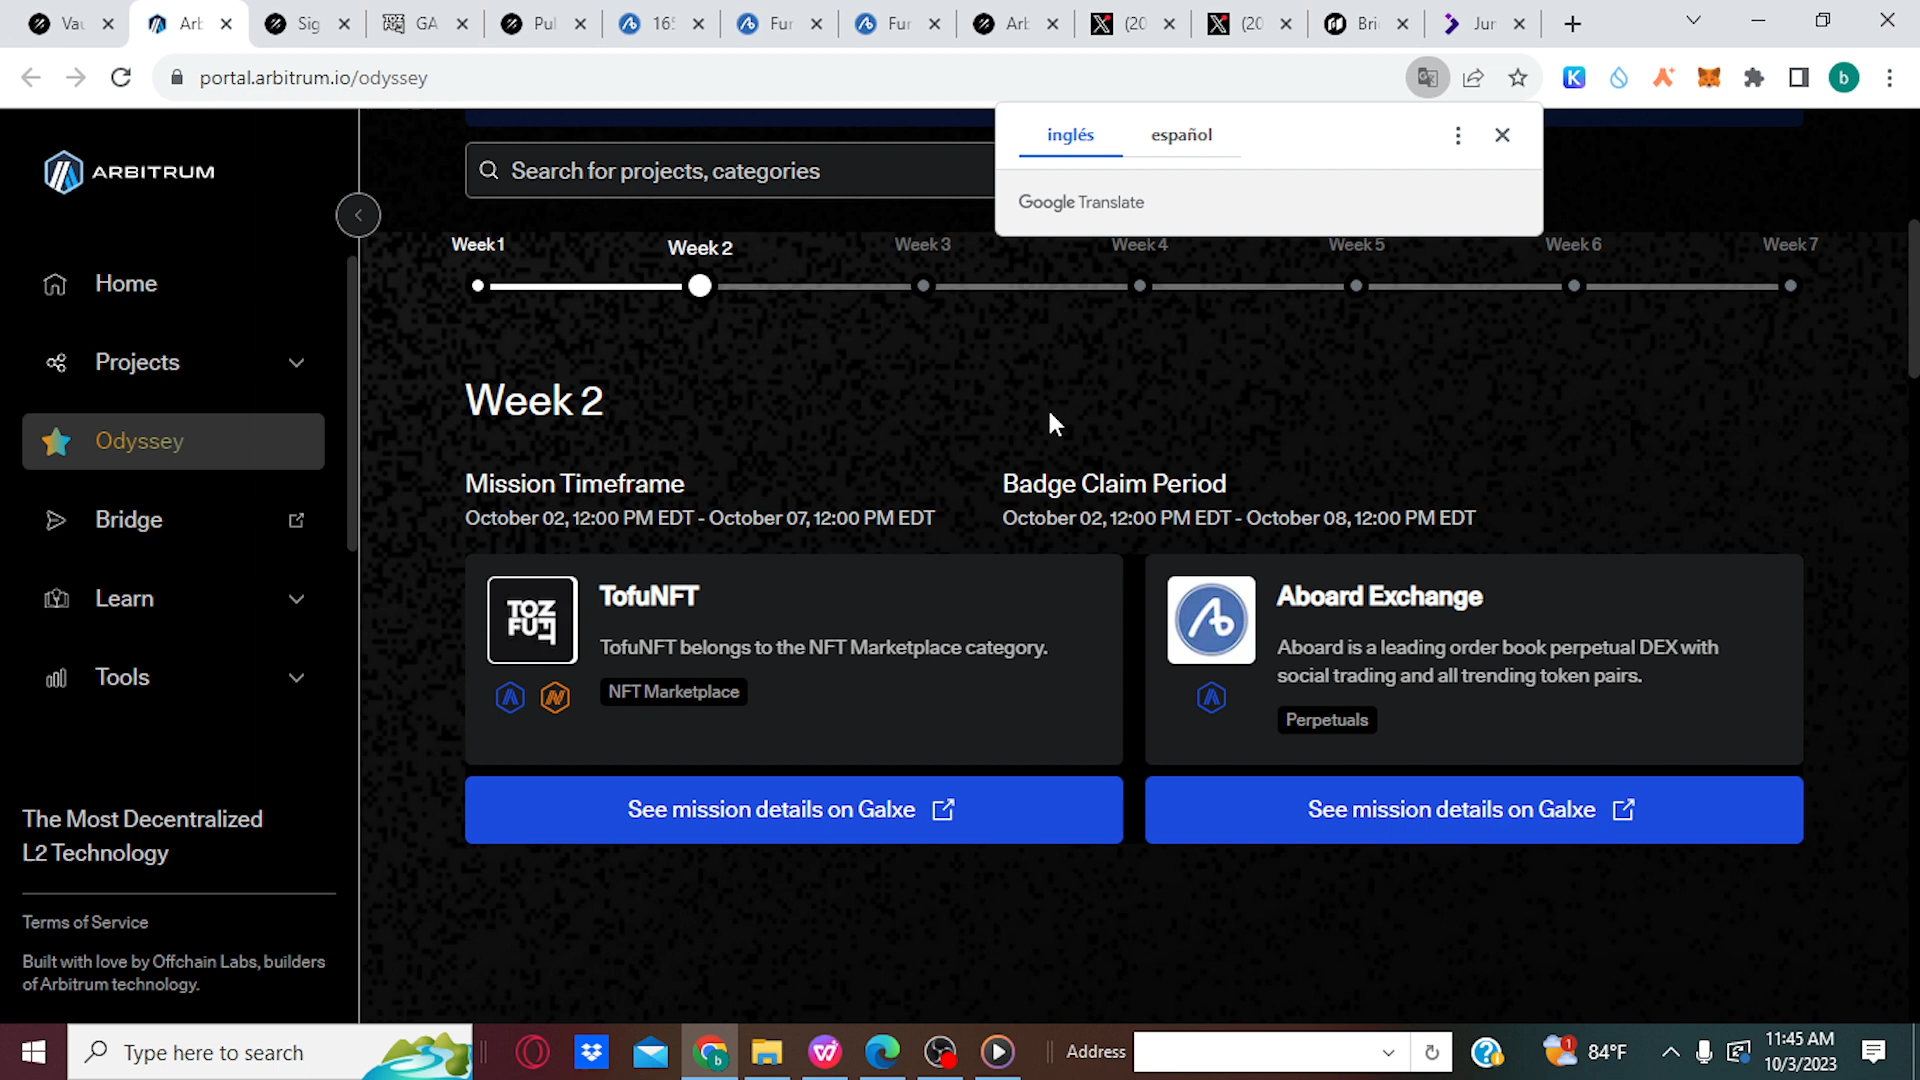 Vau
Arb
Sig
GA
Pul
165
Fur
Fur
Arb
(20
(20
Bri
Jur
portal.arbitrum.io/odyssey
b
inglés
español
Google Translate
ARBITRUM
Search for projects, categories
Week 1
Week 2
Week 3
Week 4
Week 5
Week 6
Week 7
Home
Projects
Odyssey
Bridge
Learn
Tools
Week 2
Mission Timeframe
October 02, 12:00 PM EDT - October 07, 12:00 PM EDT
Badge Claim Period
October 02, 12:00 PM EDT - October 08, 12:00 PM EDT
TofuNFT
TofuNFT belongs to the NFT Marketplace category.
NFT Marketplace
Aboard Exchange
Aboard is a leading order book perpetual DEX with
social trading and all trending token pairs.
Perpetuals
See mission details on Galxe
See mission details on Galxe
The Most Decentralized
L2 Technology
Terms of Service
Built with love by Offchain Labs, builders
of Arbitrum technology.
Type here to search
Address
84°F
11:45 AM
10/3/2023